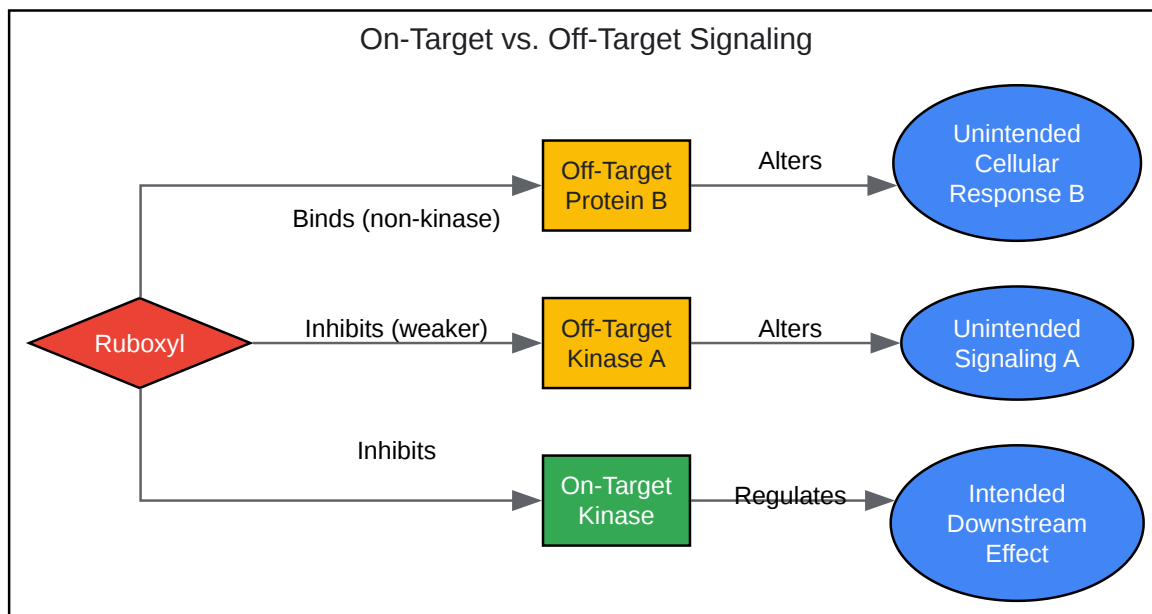 On-Target vs. Off-Target Signaling
Off-Target
Protein B
Alters
Unintended
Cellular
Response B
Binds (non-kinase)
Ruboxyl
Inhibits (weaker)
Off-Target
Kinase A
Alters
Unintended
Signaling A
Inhibits
On-Target
Kinase
Regulates
Intended
Downstream
Effect